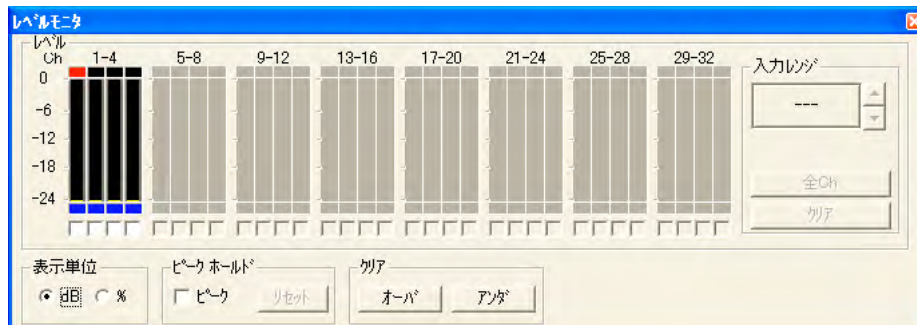 ﾚﾍﾞﾙﾓﾆﾀ
ﾚﾍﾞﾙ
Ch 1-4 5-8 9-12 13-16 17-20 21-24 25-28 29-32
0
-6
-12
-18
-24
入力ﾚﾝｼﾞ
---
全Ch
ｸﾘｱ
表示単位
dB %
ﾋﾟｰｸ ﾎｰﾙﾄﾞ
ﾋﾟｰｸ ﾘｾｯﾄ
ｸﾘｱ
ｵｰﾊﾞ ｱﾝﾀﾞ